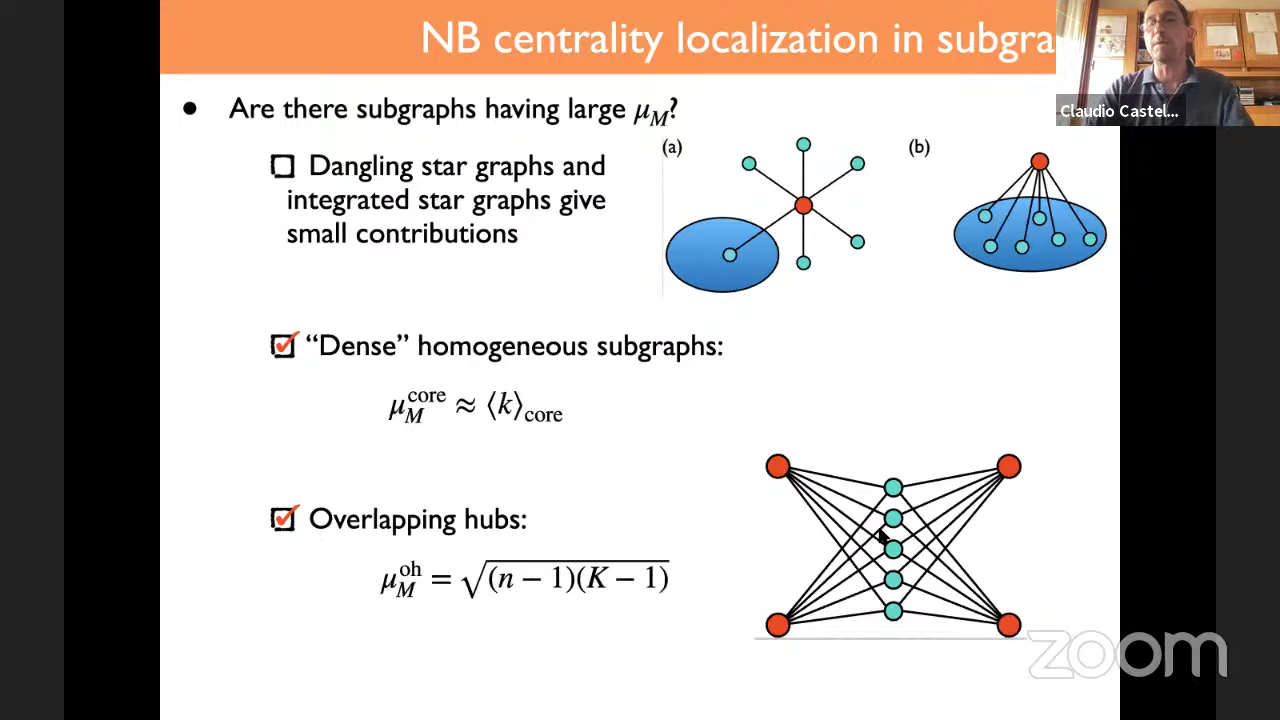 NB centrality localization in subgra
Claudio Castel...
● Are there subgraphs having large μ_M?
(a)
(b)
Dangling star graphs and
integrated star graphs give
small contributions
“Dense” homogeneous subgraphs:
μ_M^core ≈ ⟨k⟩_core
Overlapping hubs:
μ_M^oh = √(n − 1)(K − 1)
zoom